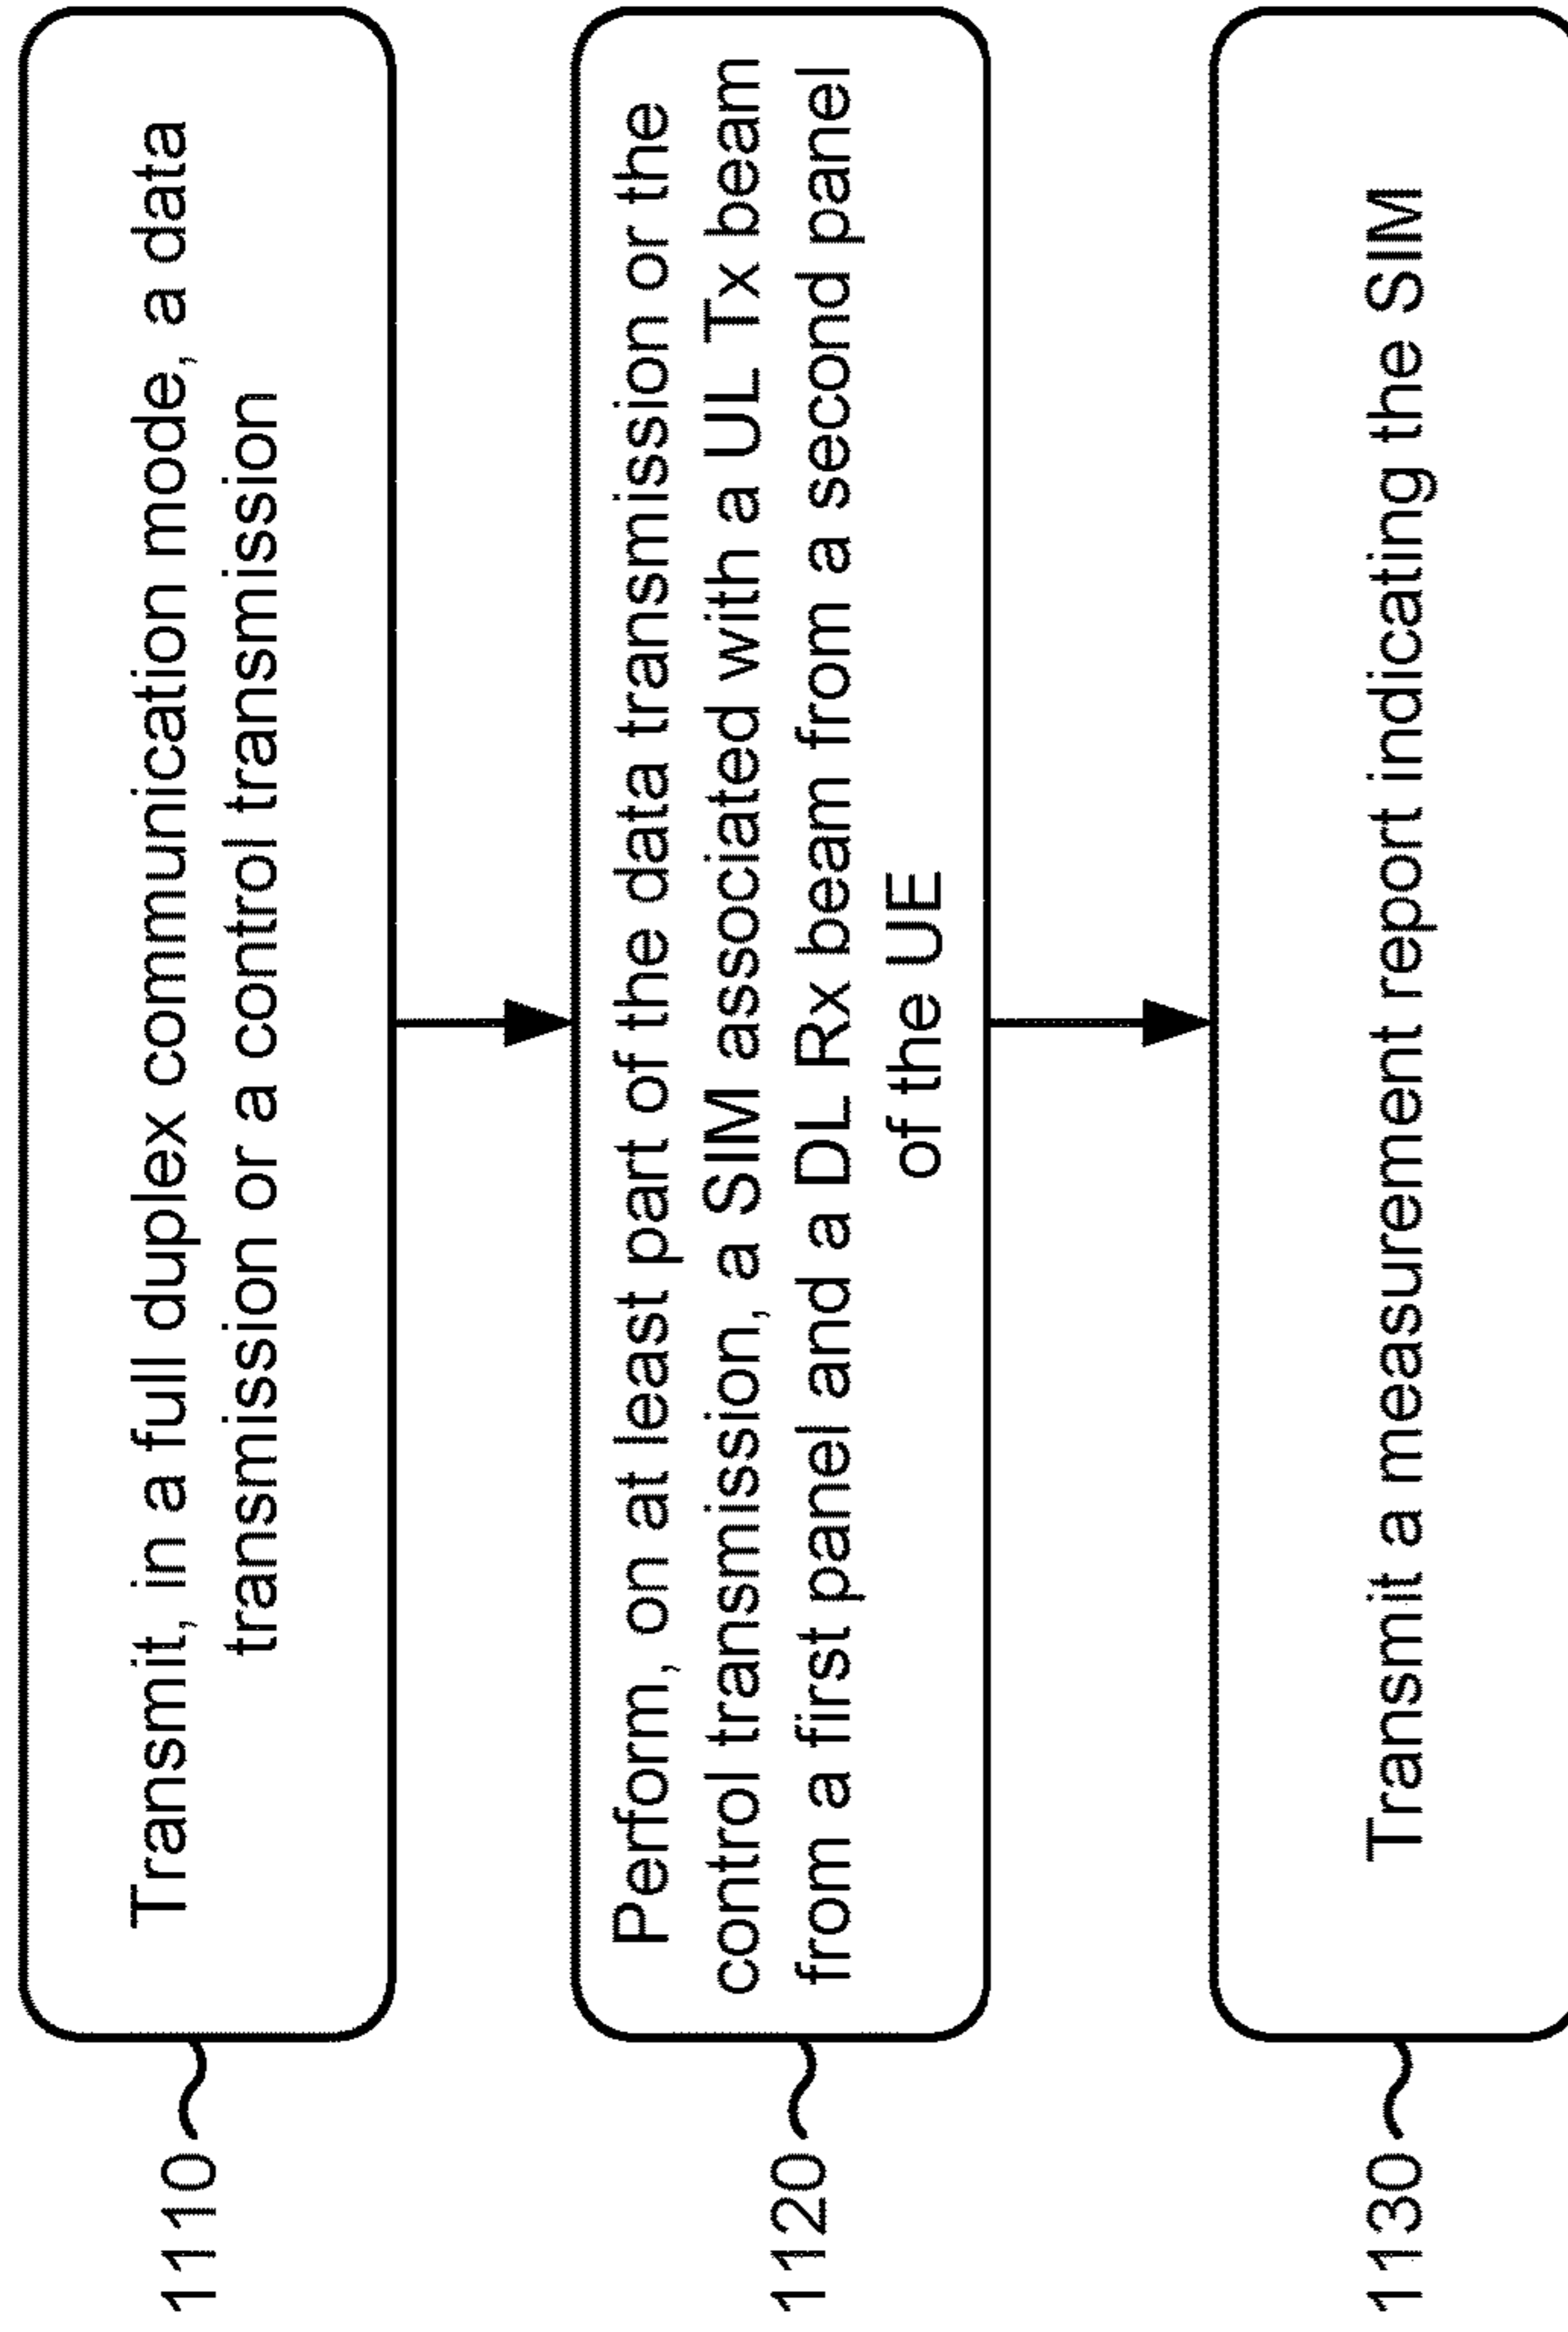 1110
Transmit, in a full duplex communication mode, a data
transmission or a control transmission
1120
Perform, on at least part of the data transmission or the
control transmission, a SIM associated with a UL Tx beam
from a first panel and a DL Rx beam from a second panel
of the UE
1130
Transmit a measurement report indicating the SIM